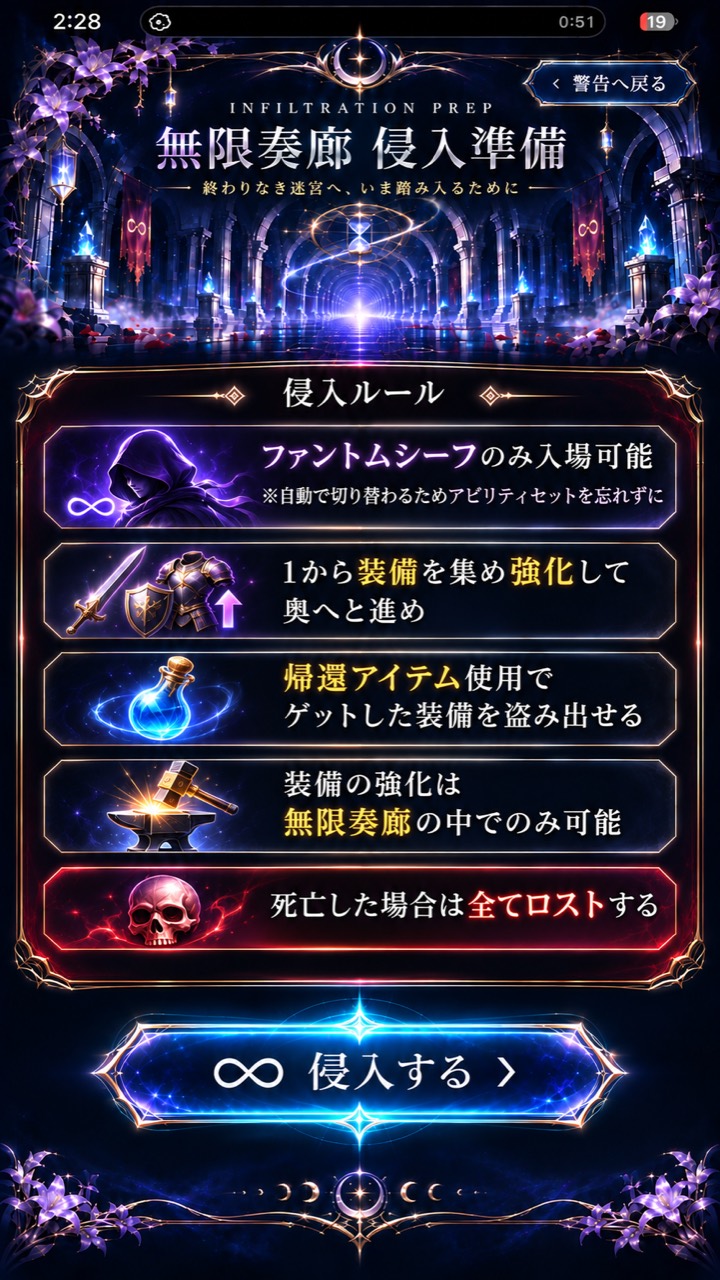 2:28
0:51
19
< 警告へ戻る
INFILTRATION PREP
無限奏廊 侵入準備
終わりなき迷宮へ、いま踏み入るために
侵入ルール
ファントムシーフのみ入場可能
※自動で切り替わるためアビリティセットを忘れずに
1から装備を集め強化して
奥へと進め
帰還アイテム使用で
ゲットした装備を盗み出せる
装備の強化は
無限奏廊の中でのみ可能
死亡した場合は全てロストする
∞ 侵入する >